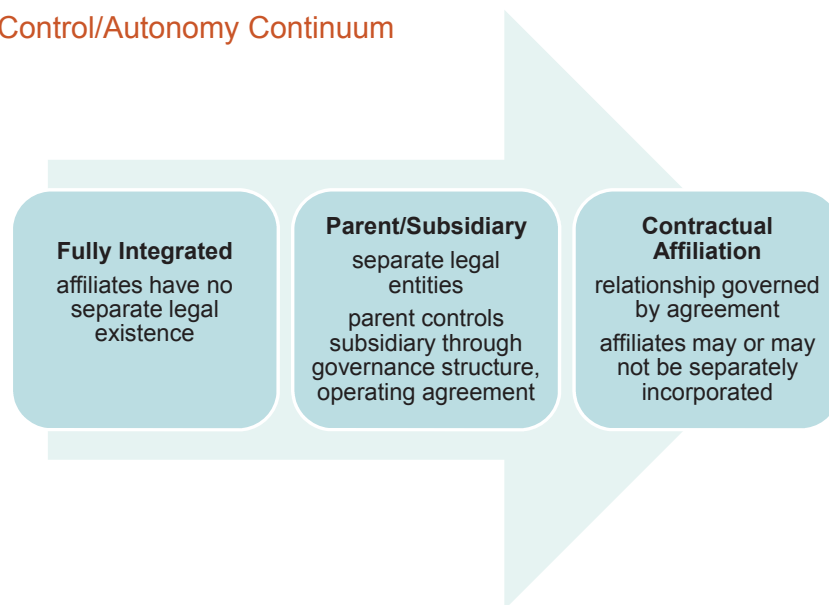 Control/Autonomy Continuum
Fully Integrated
affiliates have no
separate legal
existence
Parent/Subsidiary
separate legal
entities
parent controls
subsidiary through
governance structure,
operating agreement
Contractual
Affiliation
relationship governed
by agreement
affiliates may or may
not be separately
incorporated